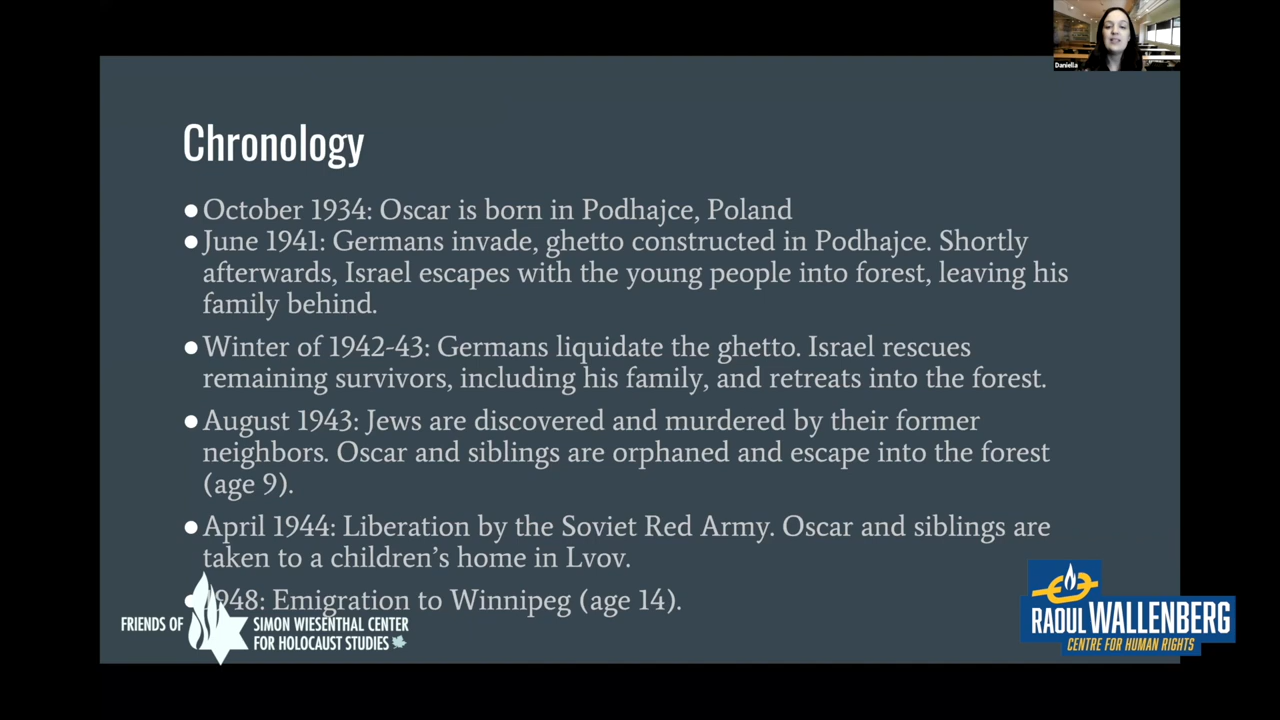 Daniella
Chronology
● October 1934: Oscar is born in Podhajce, Poland
● June 1941: Germans invade, ghetto constructed in Podhajce. Shortly
afterwards, Israel escapes with the young people into forest, leaving his
family behind.
● Winter of 1942-43: Germans liquidate the ghetto. Israel rescues
remaining survivors, including his family, and retreats into the forest.
● August 1943: Jews are discovered and murdered by their former
neighbors. Oscar and siblings are orphaned and escape into the forest
(age 9).
● April 1944: Liberation by the Soviet Red Army. Oscar and siblings are
taken to a children’s home in Lvov.
● 1948: Emigration to Winnipeg (age 14).
FRIENDS OF SIMON WIESENTHAL CENTER
FOR HOLOCAUST STUDIES
RAOUL WALLENBERG
CENTRE FOR HUMAN RIGHTS